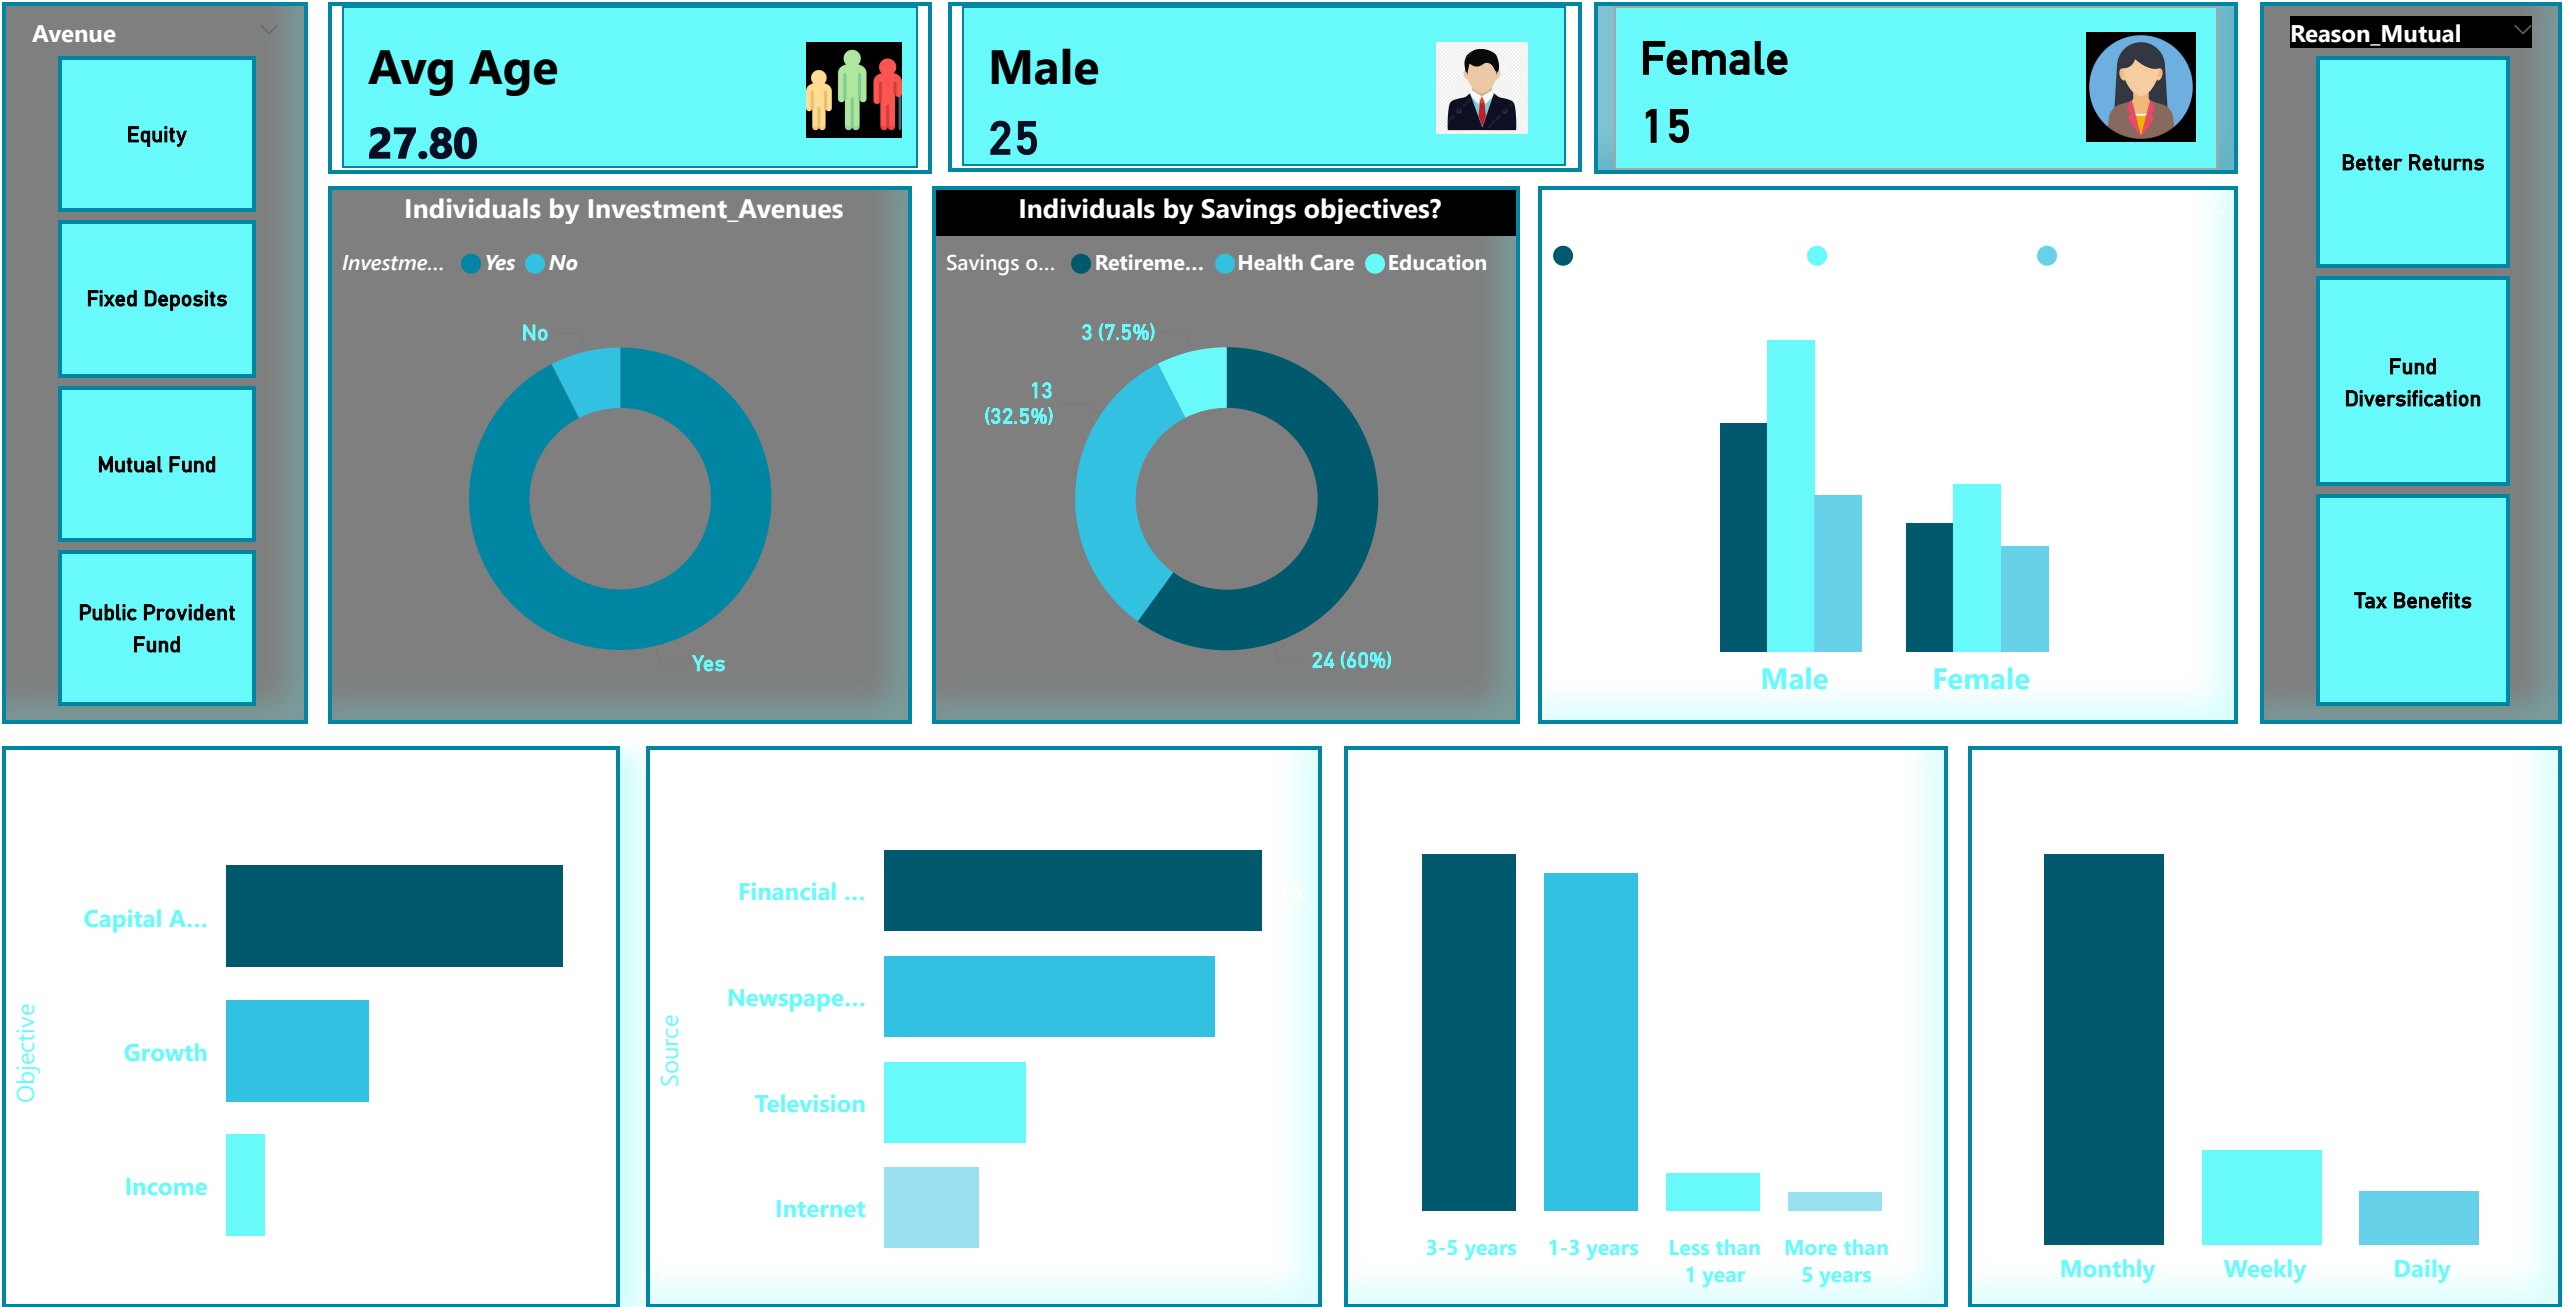 Avenue
Equity
Fixed Deposits
Mutual Fund
Public Provident
Fund
Avg Age
27.80
Male
25
Female
15
Reason_Mutual
Better Returns
Fund
Diversification
Tax Benefits
Individuals by Investment_Avenues
Investme... Yes No
No
Yes
Individuals by Savings objectives?
Savings o... Retireme... Health Care Education
3 (7.5%)
13
(32.5%)
24 (60%)
Male Female
Objective
Capital A...
Growth
Income
Source
Financial ...
Newspape...
Television
Internet
3-5 years 1-3 years Less than
1 year More than
5 years
Monthly Weekly Daily